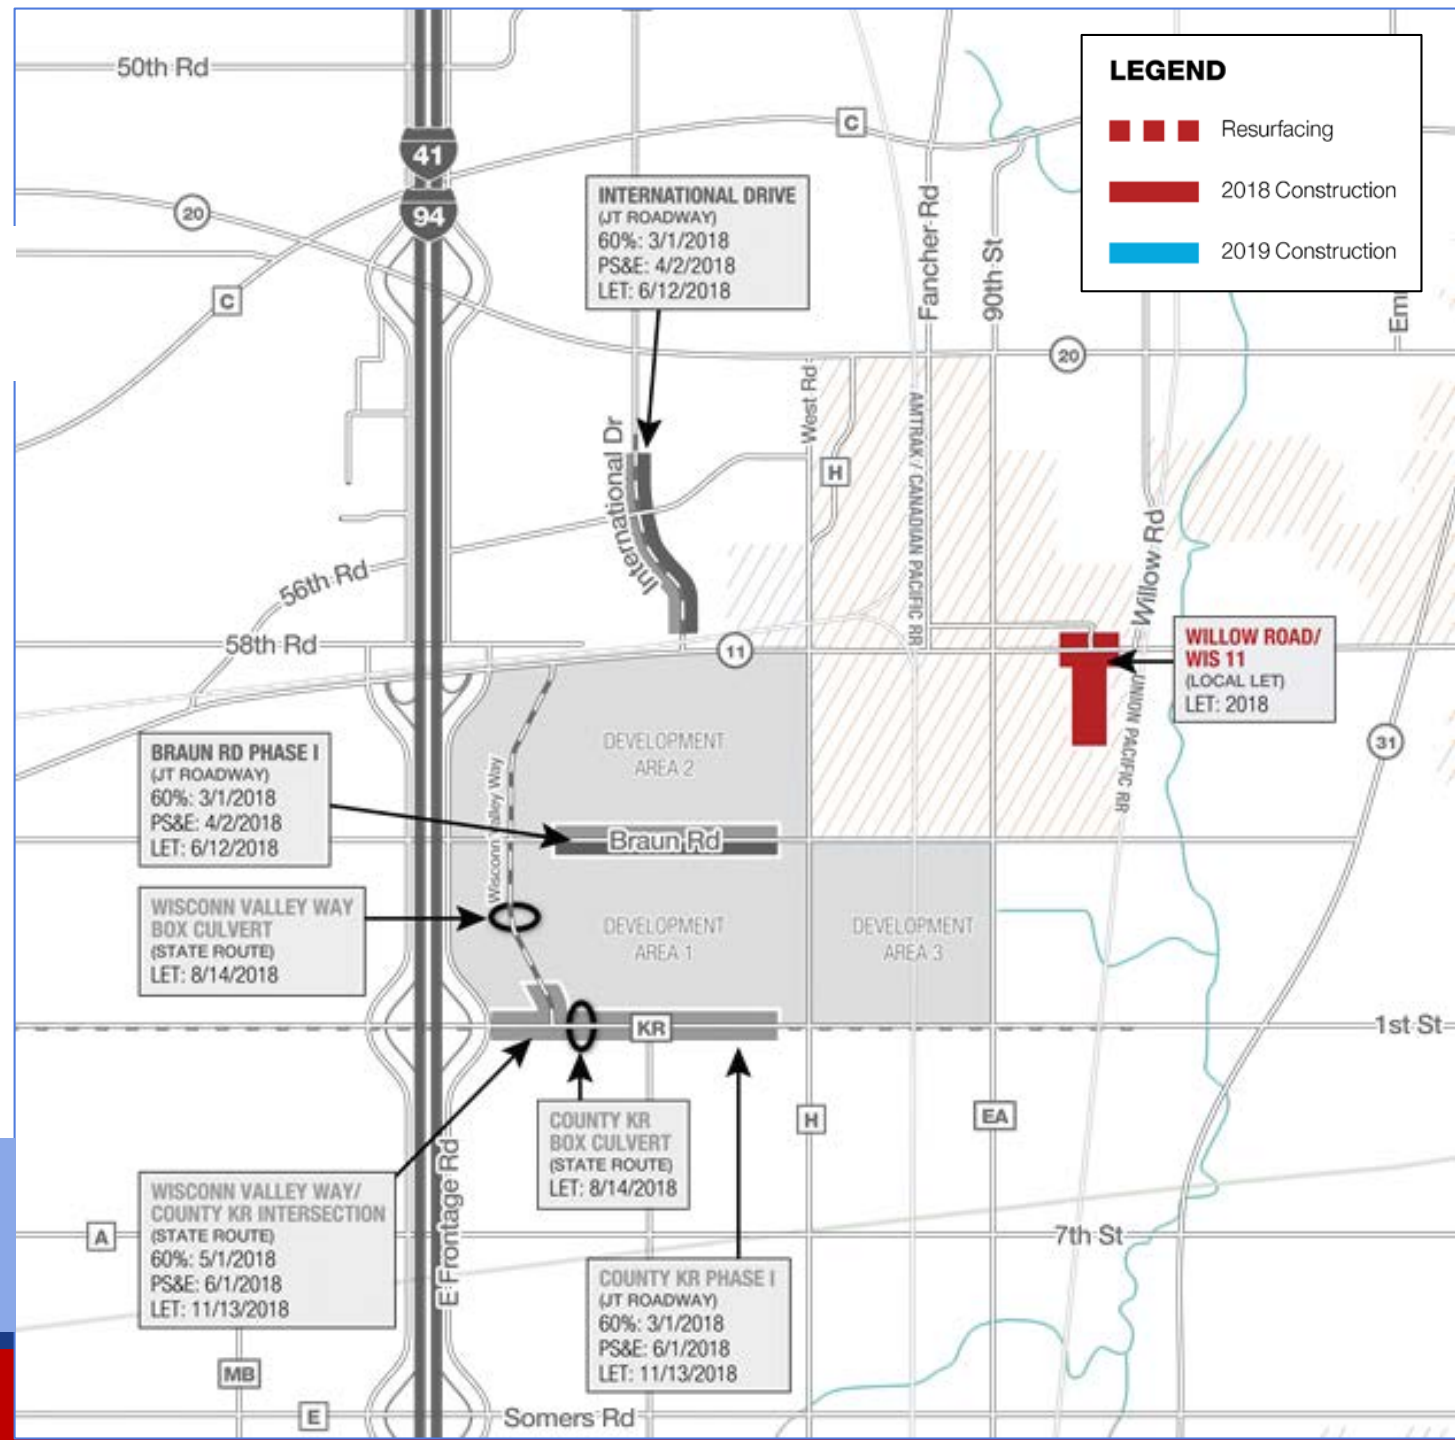 50th Rd
41
94
20
C
C
LEGEND
Resurfacing
2018 Construction
2019 Construction
INTERNATIONAL DRIVE
(JT ROADWAY)
60%: 3/1/2018
PS&E: 4/2/2018
LET: 6/12/2018
Fancher Rd
90th St
20
West Rd
H
AMTRAK / CANADIAN PACIFIC RR
International Dr
Willow Rd
56th Rd
58th Rd
11
WILLOW ROAD/
WIS 11
(LOCAL LET)
LET: 2018
UNION PACIFIC RR
31
DEVELOPMENT
AREA 2
BRAUN RD PHASE I
(JT ROADWAY)
60%: 3/1/2018
PS&E: 4/2/2018
LET: 6/12/2018
Wisconn Valley Way
Braun Rd
WISCONN VALLEY WAY
BOX CULVERT
(STATE ROUTE)
LET: 8/14/2018
DEVELOPMENT
AREA 1
DEVELOPMENT
AREA 3
KR
1st St
COUNTY KR
BOX CULVERT
(STATE ROUTE)
LET: 8/14/2018
H
EA
E Frontage Rd
WISCONN VALLEY WAY/
COUNTY KR INTERSECTION
(STATE ROUTE)
60%: 5/1/2018
PS&E: 6/1/2018
LET: 11/13/2018
A
7th St
COUNTY KR PHASE I
(JT ROADWAY)
60%: 3/1/2018
PS&E: 6/1/2018
LET: 11/13/2018
MB
E
Somers Rd